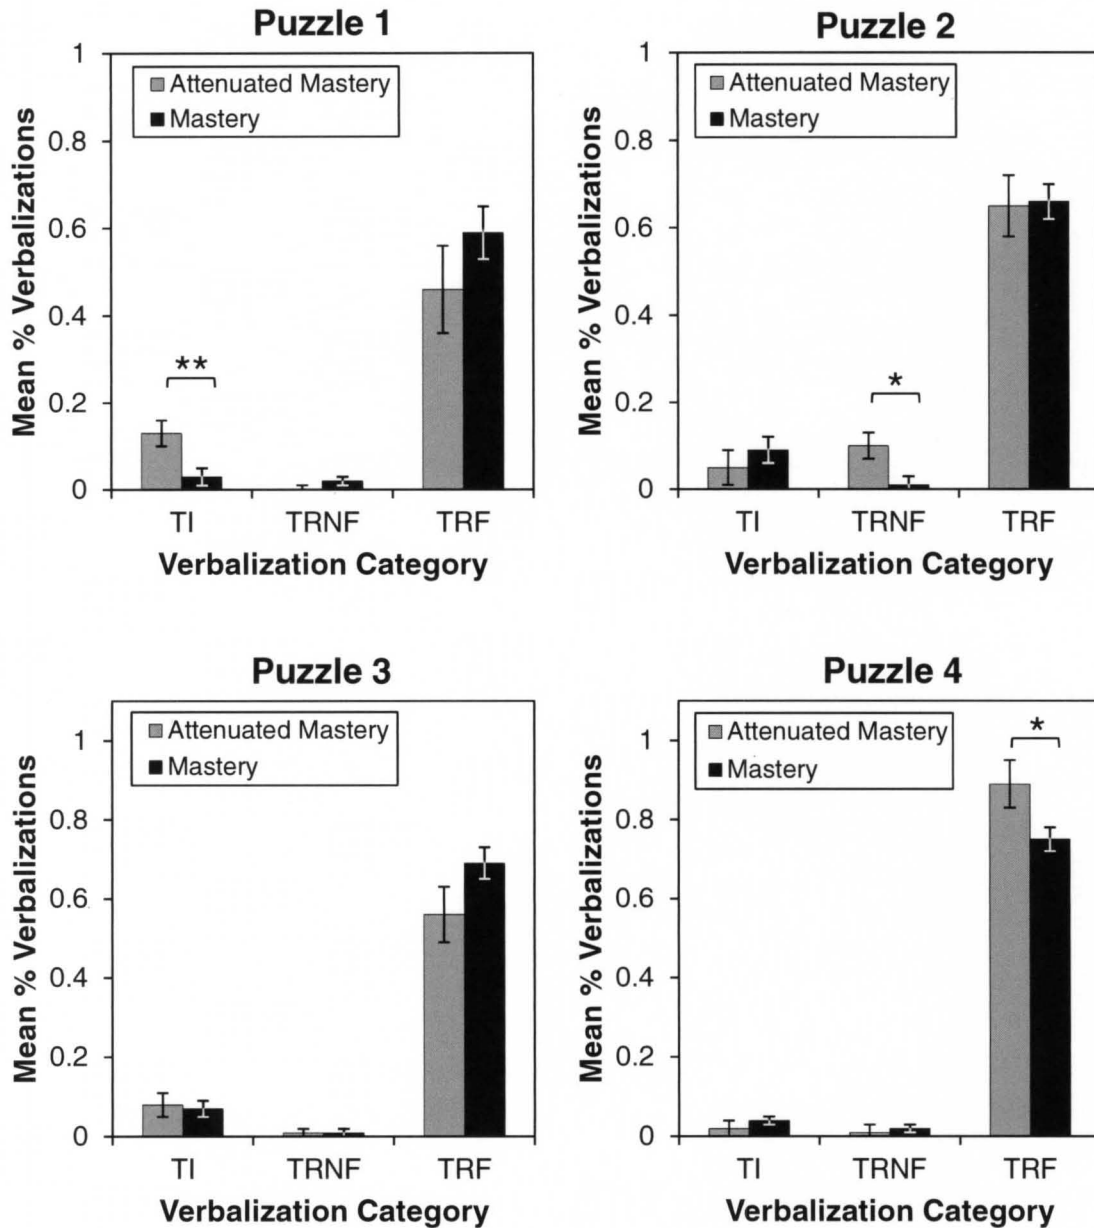 Puzzle 1
Attenuated Mastery
Mastery
Mean % Verbalizations
1
0.8
0.6
0.4
0.2
0
**
TI TRNF TRF
Verbalization Category
Puzzle 2
Attenuated Mastery
Mastery
Mean % Verbalizations
1
0.8
0.6
0.4
0.2
0
*
TI TRNF TRF
Verbalization Category
Puzzle 3
Attenuated Mastery
Mastery
Mean % Verbalizations
1
0.8
0.6
0.4
0.2
0
TI TRNF TRF
Verbalization Category
Puzzle 4
Attenuated Mastery
Mastery
Mean % Verbalizations
1
0.8
0.6
0.4
0.2
0
*
TI TRNF TRF
Verbalization Category